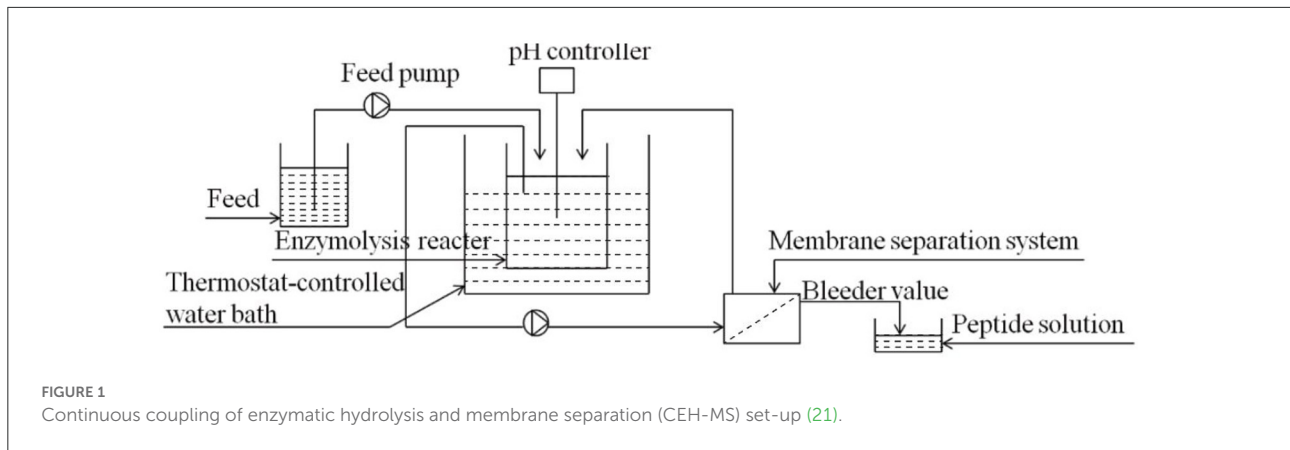 pH controller
Feed pump
Feed
Enzymolysis reacter
Membrane separation system
Thermostat-controlled
water bath
Bleeder value
Peptide solution
FIGURE 1
Continuous coupling of enzymatic hydrolysis and membrane separation (CEH-MS) set-up (21).